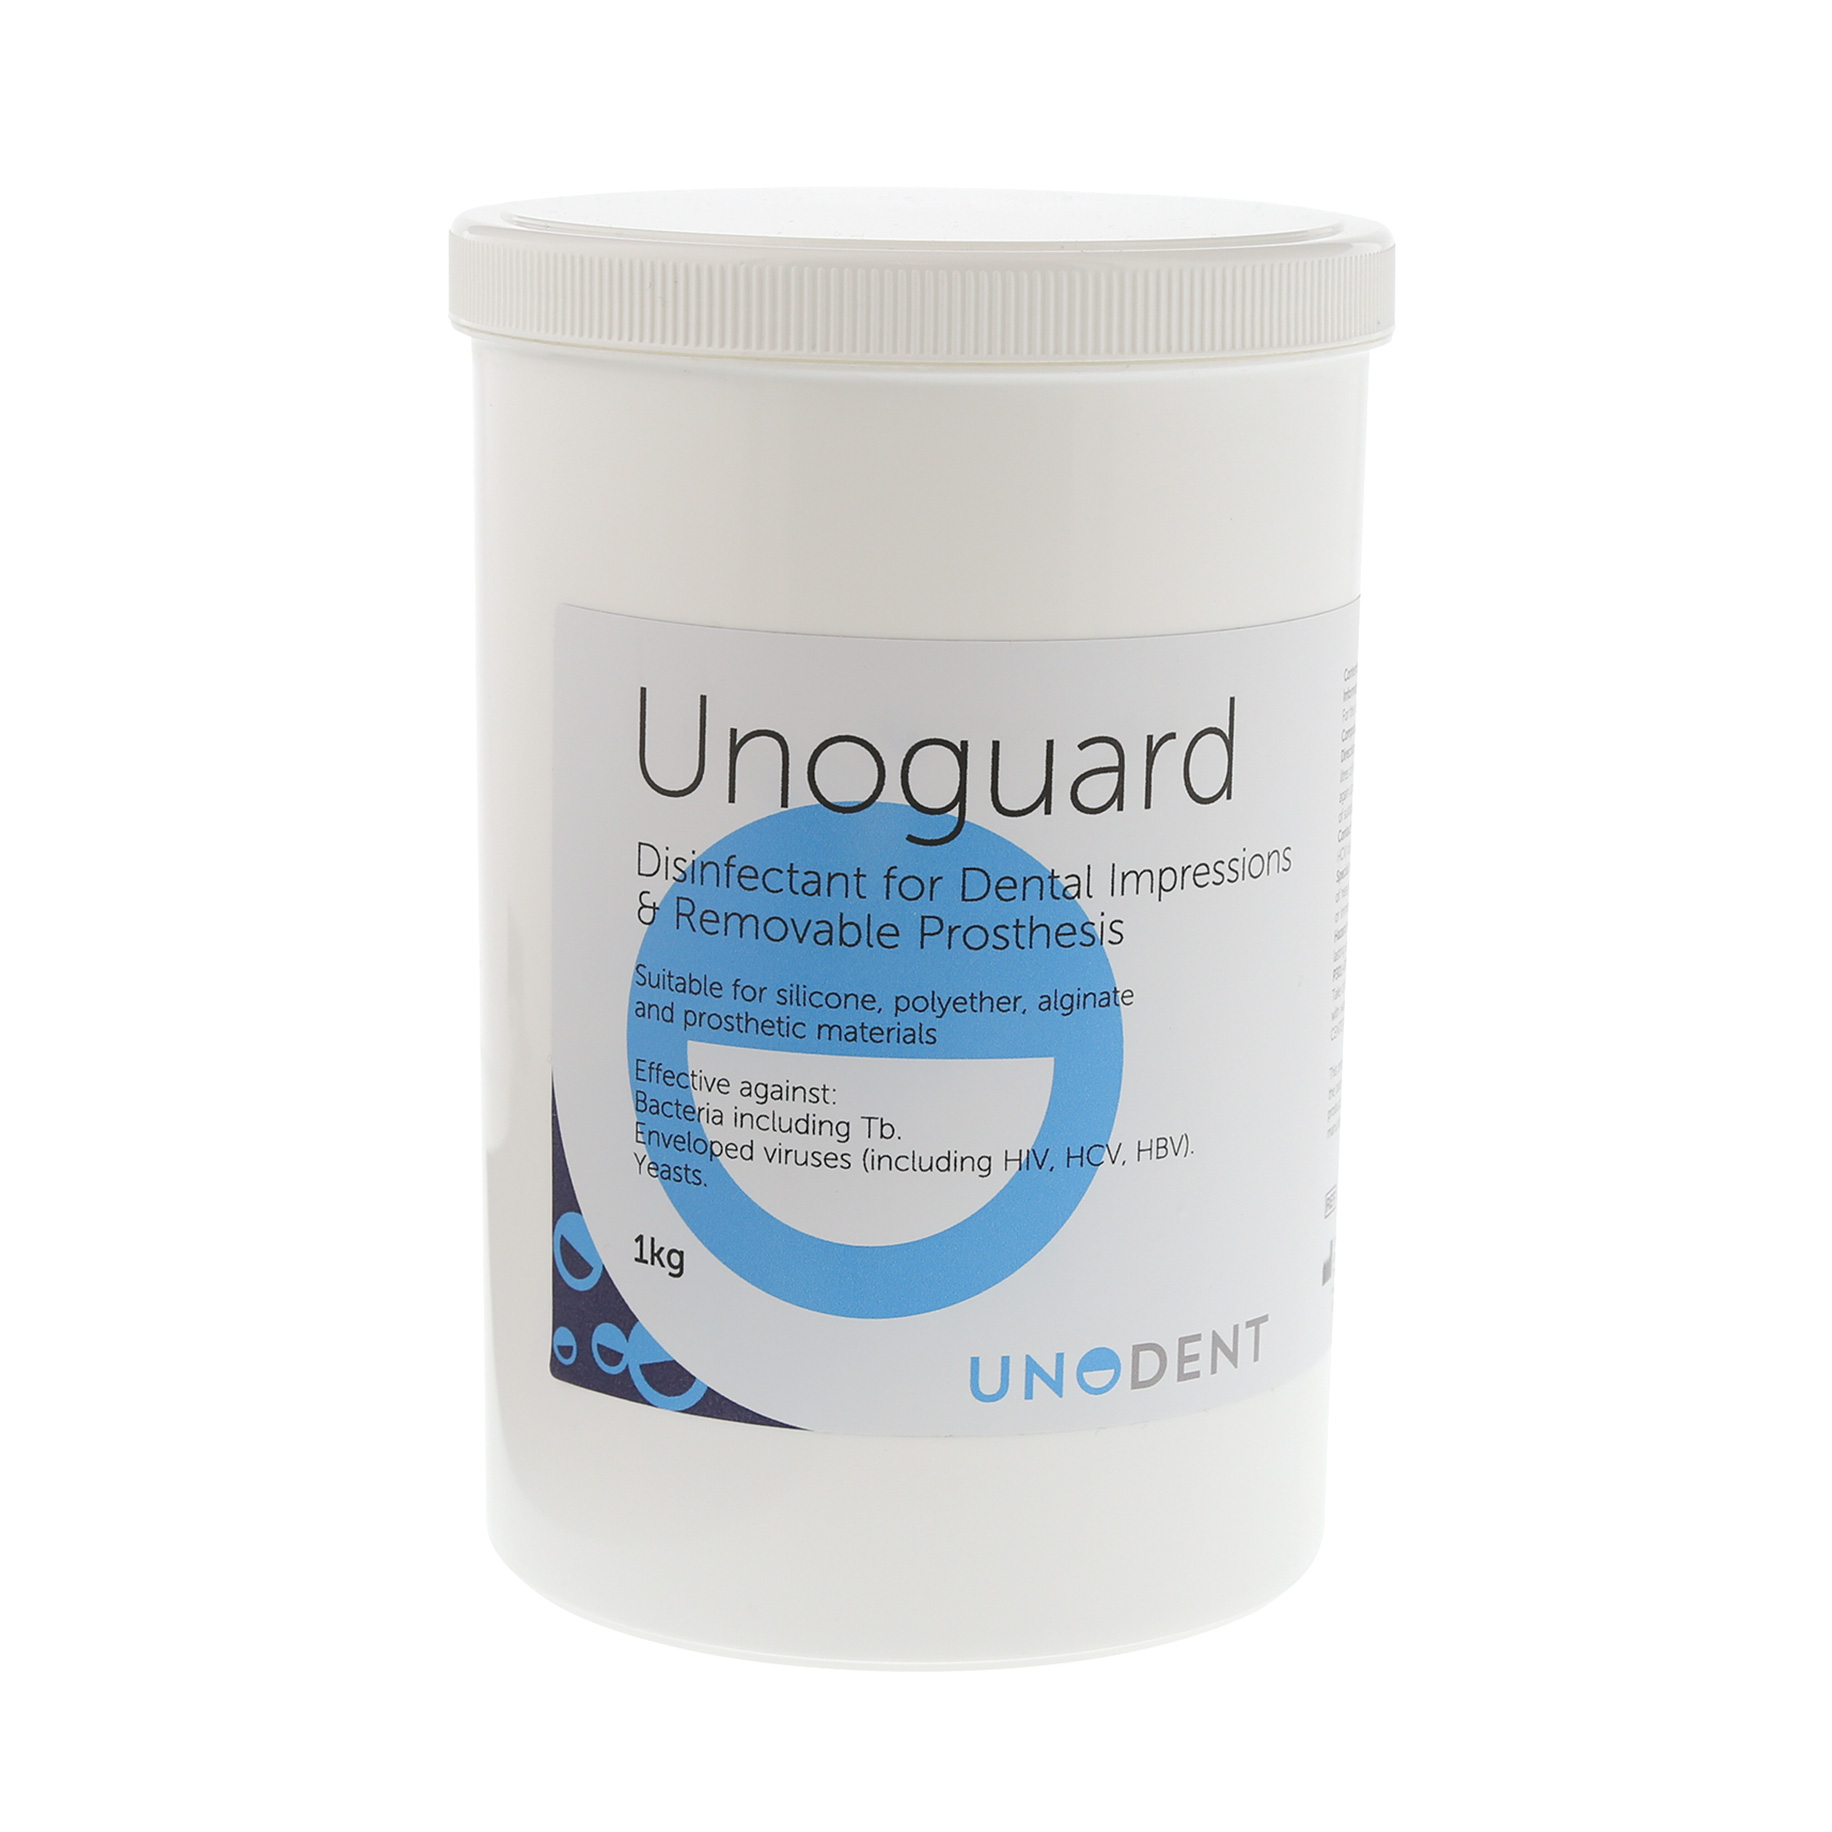 Unoguard
Disinfectant for Dental Impressions
& Removable Prosthesis
Suitable for silicone, polyether, alginate
and prosthetic materials
Effective against:
Bacteria including Tb.
Enveloped viruses (including HIV, HCV, HBV).
Yeasts.
1kg
UNODENT